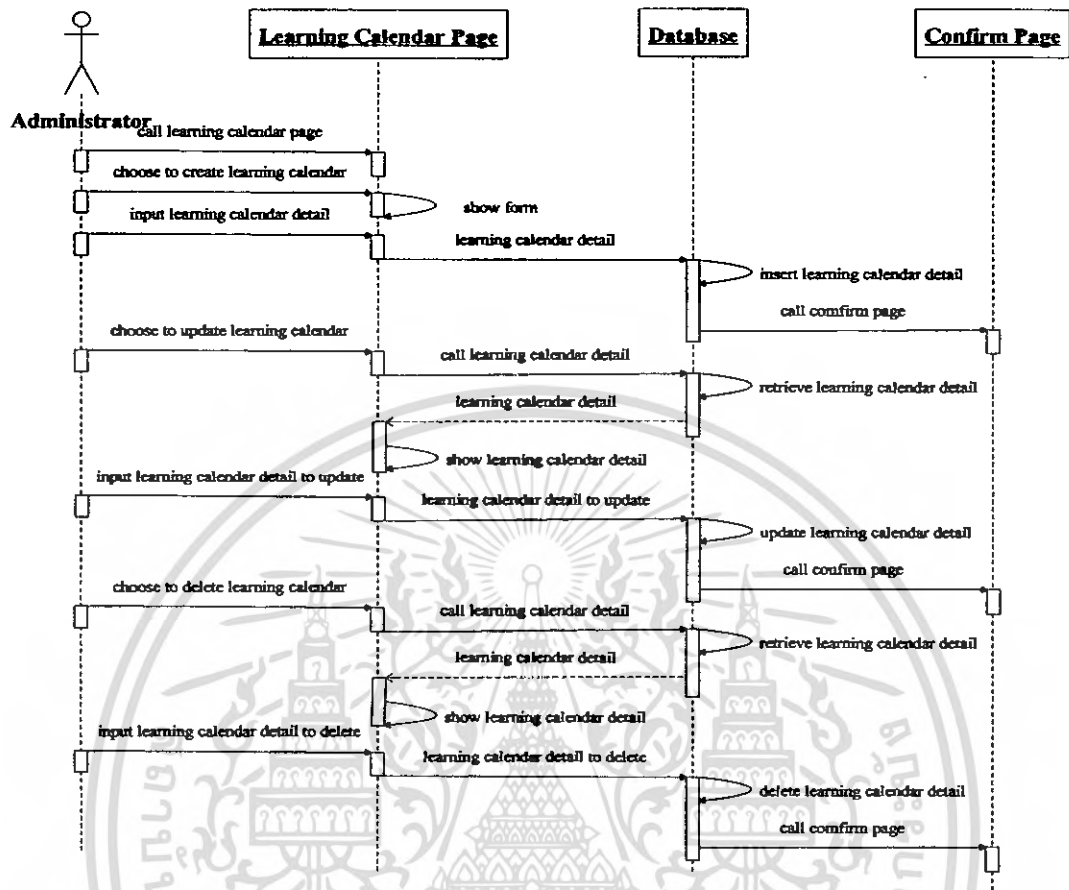 Learning Calendar Page
Database
Confirm Page
Administrator
call learning calendar page
choose to create learning calendar
show form
input learning calendar detail
learning calendar detail
insert learning calendar detail
call comfirm page
choose to update learning calendar
call learning calendar detail
retrieve learning calendar detail
learning calendar detail
show learning calendar detail
input learning calendar detail to update
learning calendar detail to update
update learning calendar detail
call confirm page
choose to delete learning calendar
call learning calendar detail
retrieve learning calendar detail
learning calendar detail
show learning calendar detail
input learning calendar detail to delete
learning calendar detail to delete
delete learning calendar detail
call comfirm page